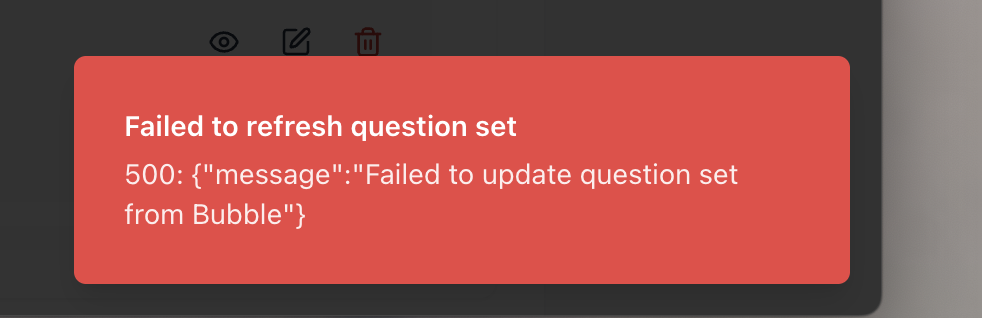 Failed to refresh question set
500: {"message":"Failed to update question set
from Bubble"}